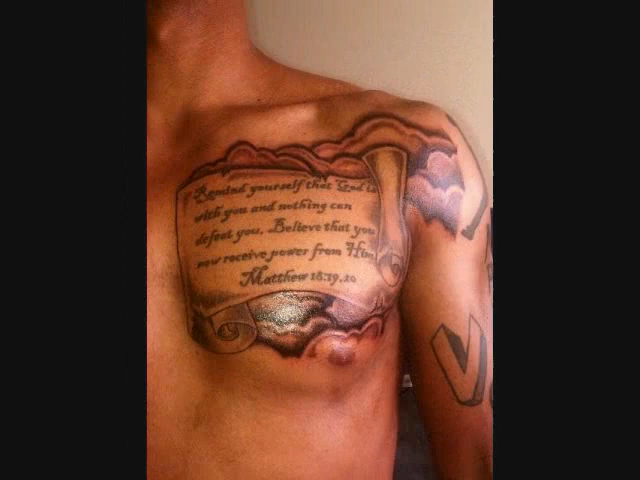 Remind yourself that God is
with you and nothing can
defeat you. Believe that you
now receive power from Him
Matthew 18:19,20
V